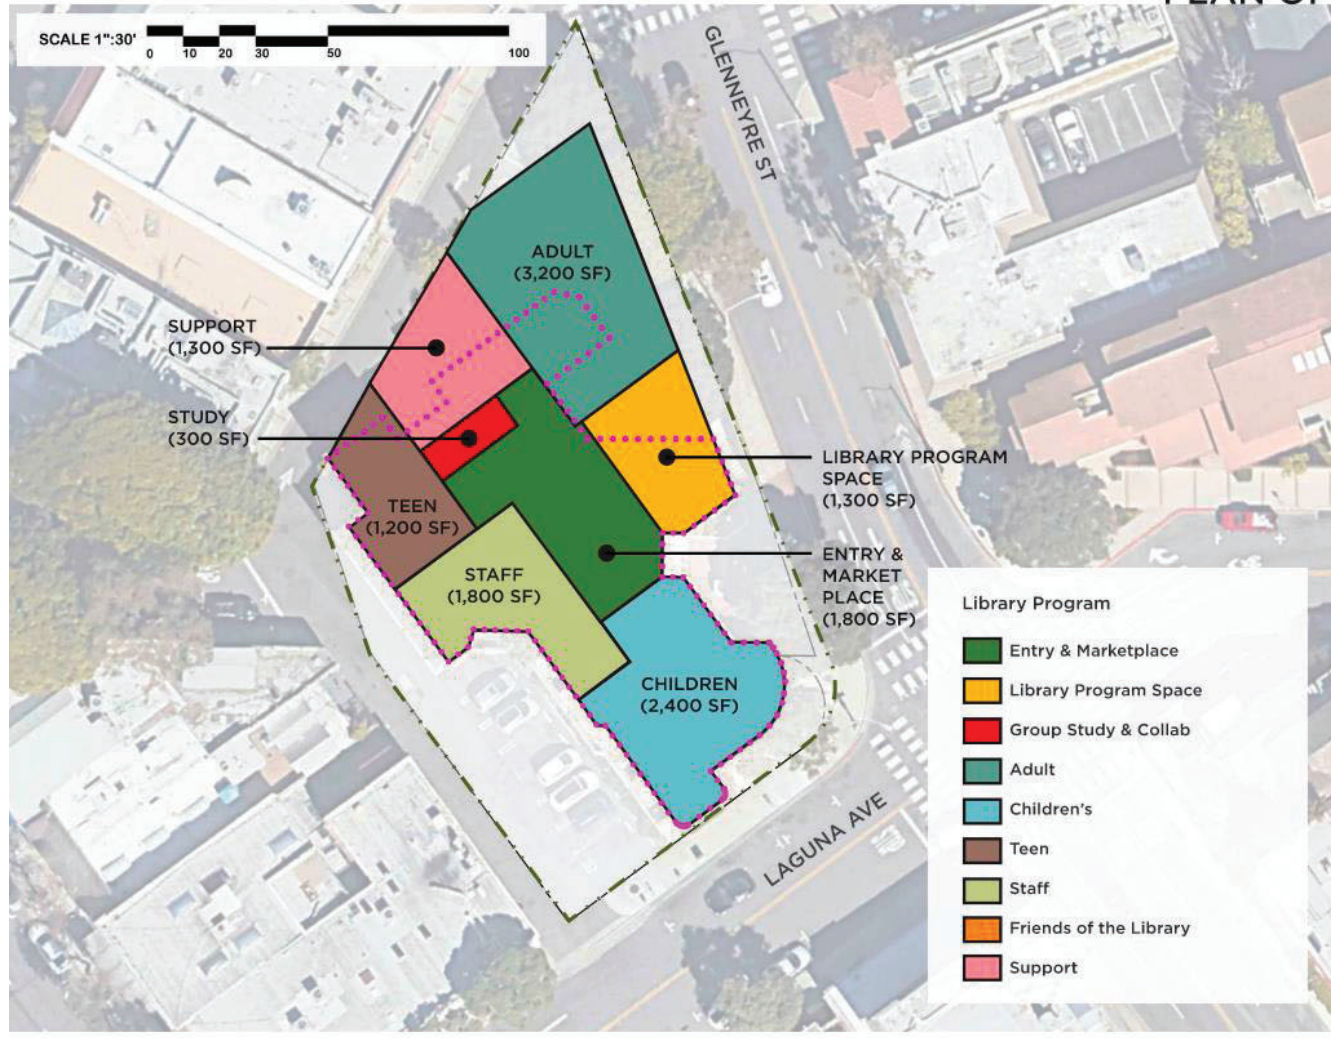 PLAN
SCALE 1":30'
0 10 20 30 50 100
GLENNEYRE ST
ADULT
(3,200 SF)
SUPPORT
(1,300 SF)
STUDY
(300 SF)
LIBRARY PROGRAM
SPACE
(1,300 SF)
TEEN
(1,200 SF)
STAFF
(1,800 SF)
ENTRY &
MARKET
PLACE
(1,800 SF)
CHILDREN
(2,400 SF)
LAGUNA AVE
Library Program
Entry & Marketplace
Library Program Space
Group Study & Collab
Adult
Children's
Teen
Staff
Friends of the Library
Support